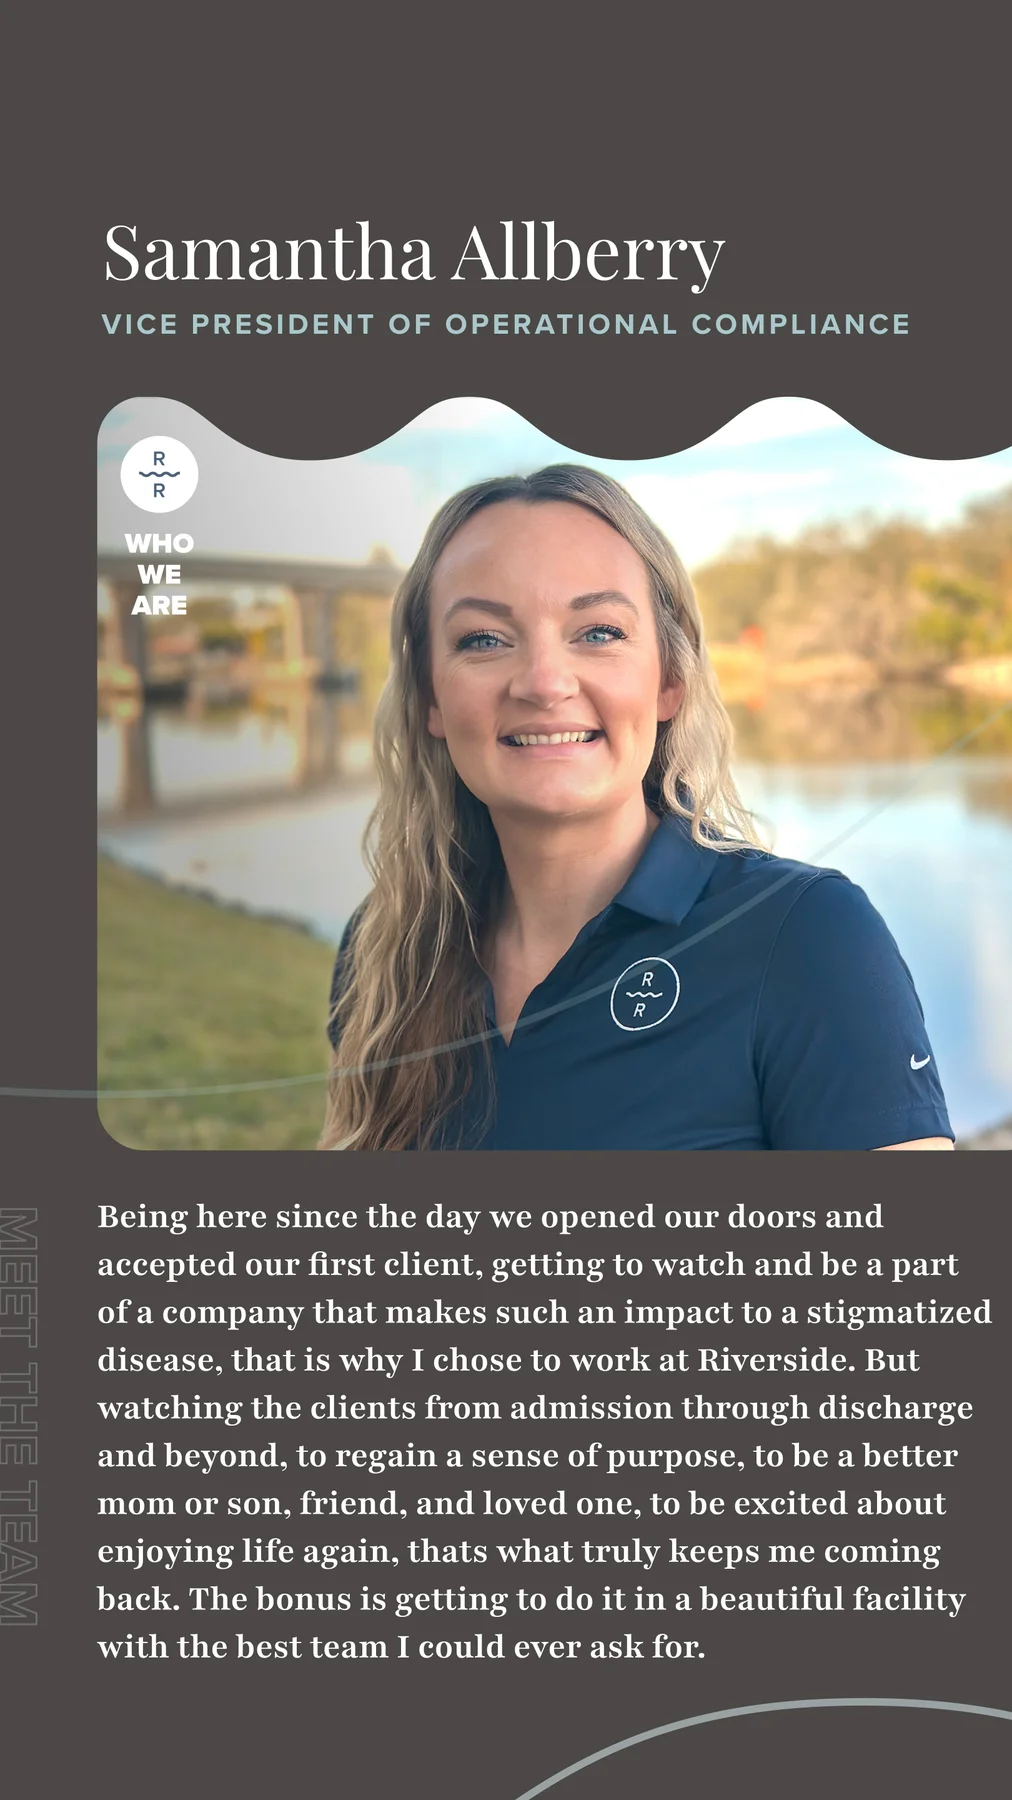 Samantha Allberry
VICE PRESIDENT OF OPERATIONAL COMPLIANCE
R
R
WHO
WE
ARE
R
R
Being here since the day we opened our doors and
accepted our first client, getting to watch and be a part
of a company that makes such an impact to a stigmatized
disease, that is why I chose to work at Riverside. But
watching the clients from admission through discharge
and beyond, to regain a sense of purpose, to be a better
mom or son, friend, and loved one, to be excited about
enjoying life again, thats what truly keeps me coming
back. The bonus is getting to do it in a beautiful facility
with the best team I could ever ask for.
MEET THE TEAM